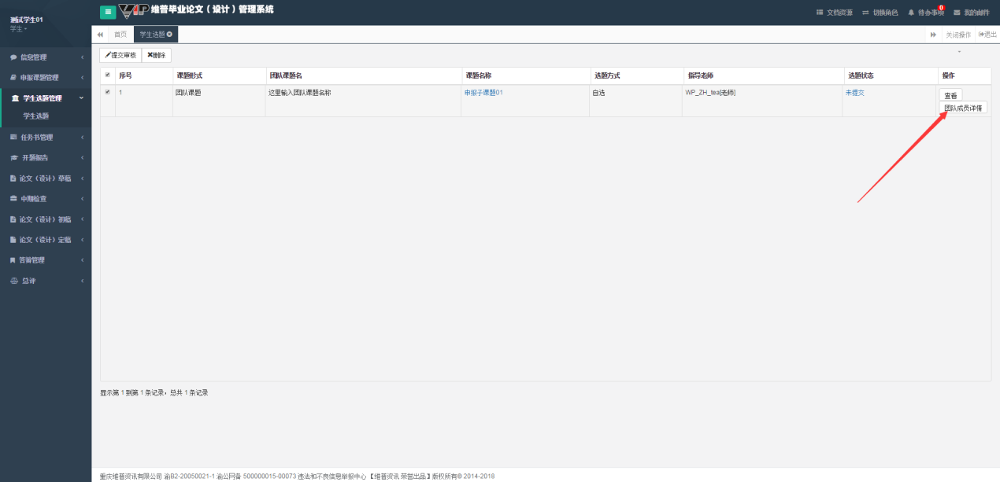 测试学生01
学生
信息管理
申报课题管理
学生选题管理
学生选题
任务书管理
开题报告
论文（设计）草稿
中期检查
论文（设计）初稿
论文（设计）定稿
答辩管理
总评
VIP 维普毕业论文（设计）管理系统
文档资源 切换角色 待办事项 0 我的邮件
首页 学生选题 关闭操作 退出
提交审核 删除
序号 课题形式 团队课题名 课题名称 选题方式 指导老师 选题状态 操作
1 团队课题 这里输入团队课题名称 申报子课题01 自选 WP_ZH_tea[老师] 未提交 查看
团队成员详情
显示第 1 到第 1 条记录，总共 1 条记录
重庆维普资讯有限公司 渝B2-20050021-1 渝公网备 500000015-00073 违法和不良信息举报中心 【维普资讯 荣誉出品】版权所有© 2014-2018